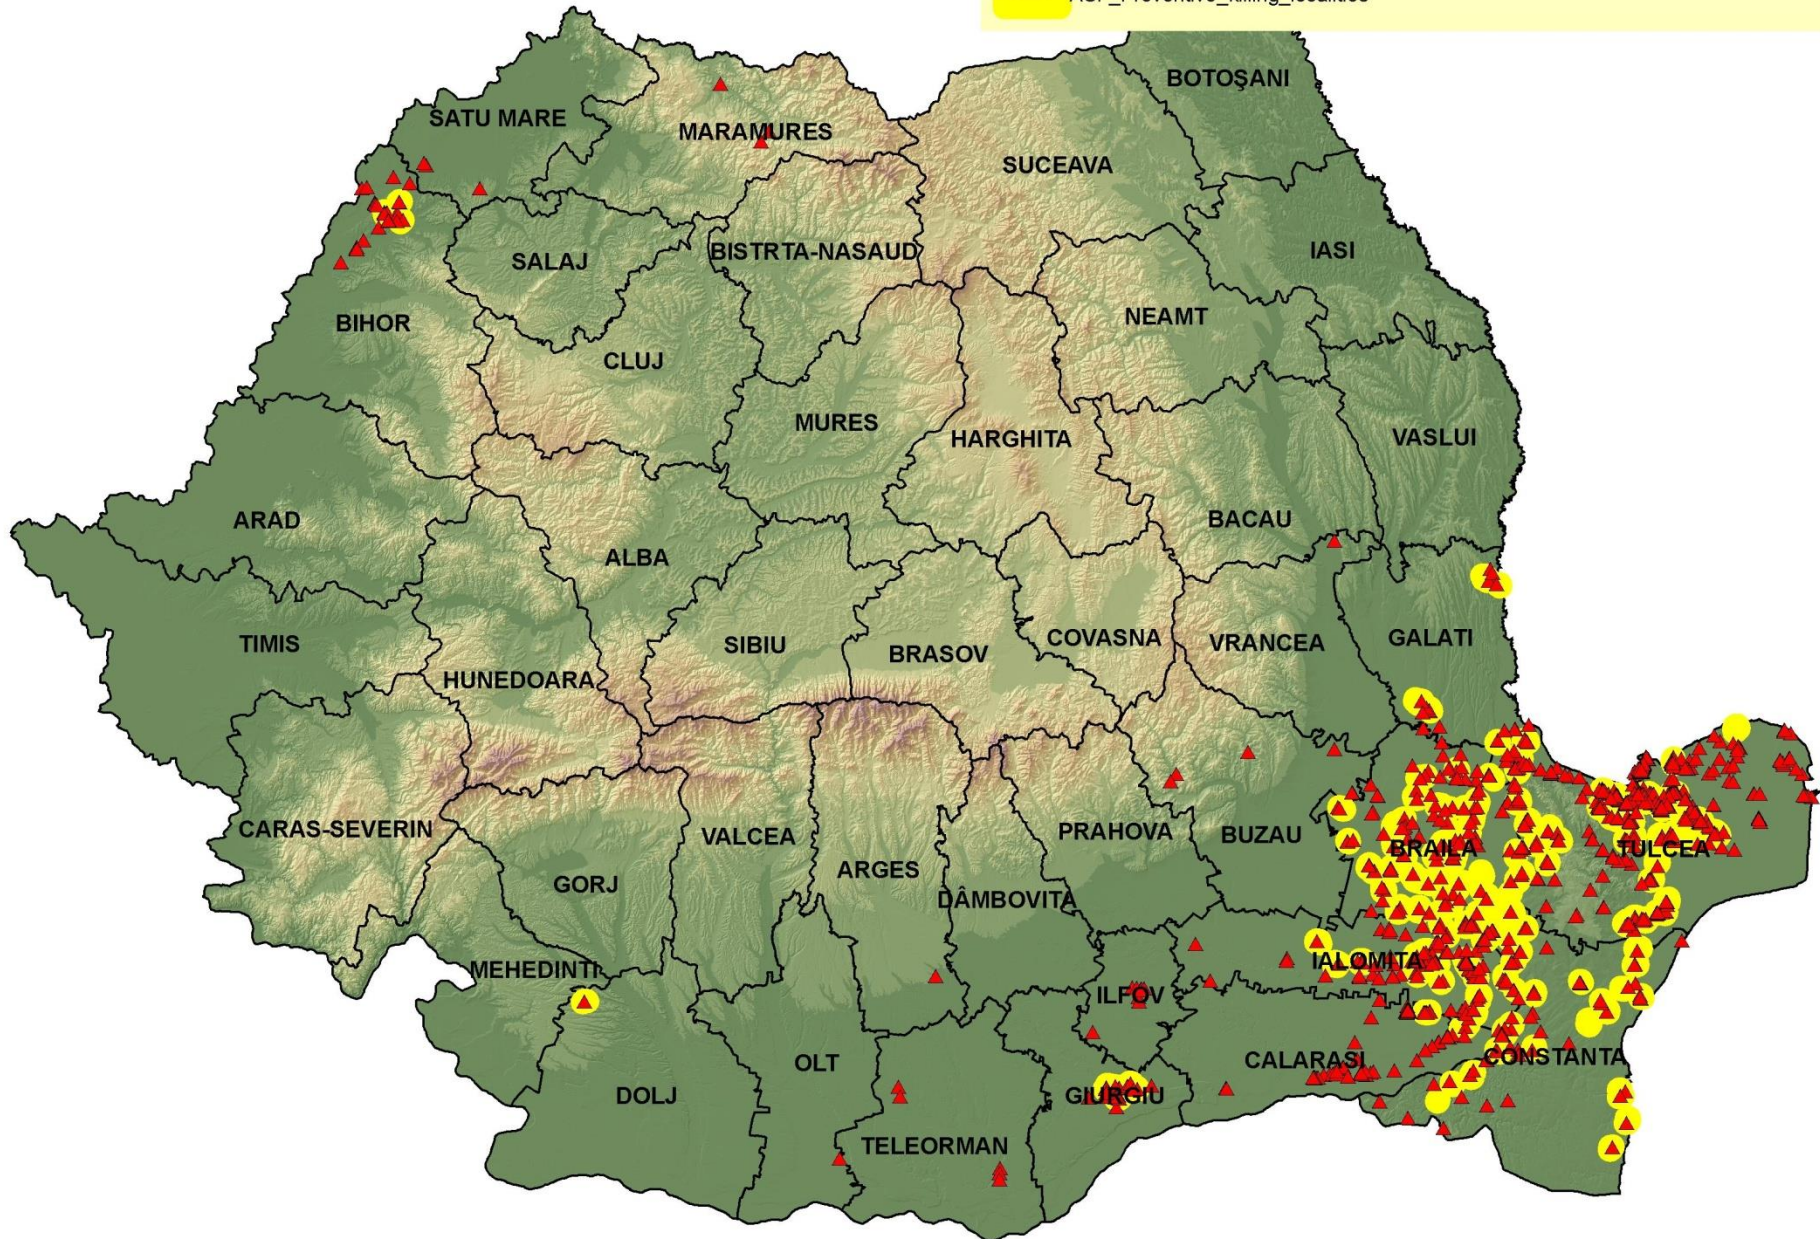 ASF_Preventive_killing_localities
BOTOŞANI
SATU MARE
MARAMURES
SUCEAVA
IASI
SALAJ
BISTRTA-NASAUD
NEAMT
BIHOR
CLUJ
MURES
HARGHITA
VASLUI
ARAD
BACAU
ALBA
TIMIS
SIBIU
COVASNA
VRANCEA
GALATI
BRASOV
HUNEDOARA
CARAS-SEVERIN
VALCEA
PRAHOVA
BUZAU
BRAILA
TULCEA
ARGES
GORJ
DÂMBOVITA
MEHEDINTI
IALOMITA
ILFOV
OLT
CALARASI
CONSTANTA
DOLJ
GIURGIU
TELEORMAN